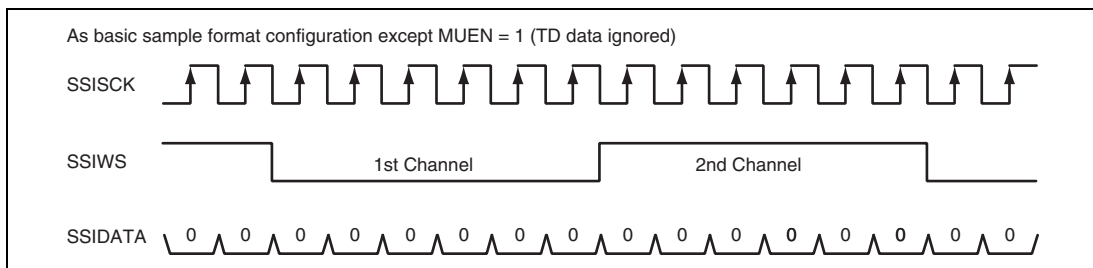 As basic sample format configuration except MUEN = 1 (TD data ignored)
SSISCK
SSIWS 1st Channel 2nd Channel
SSIDATA 0 0 0 0 0 0 0 0 0 0 0 0 0 0 0 0